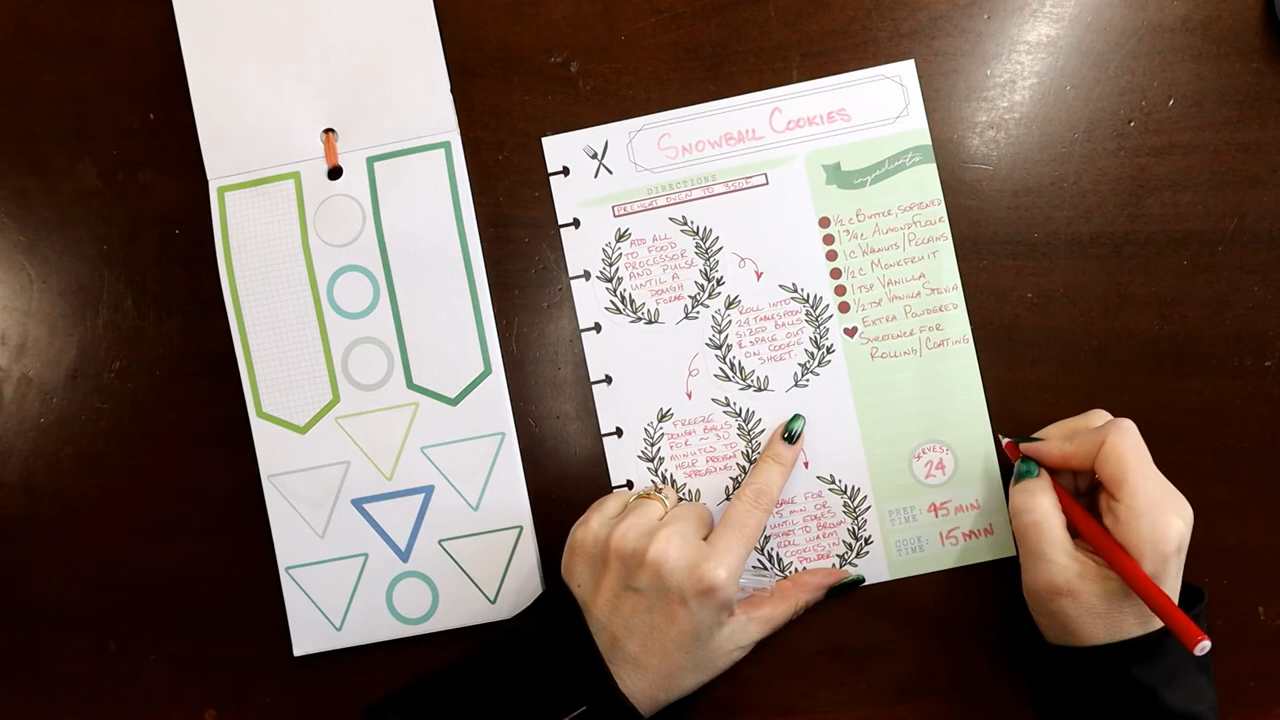 SNOWBALL COOKIES
DIRECTIONS
PREHEAT OVEN TO 350F
ADD ALL
TO FOOD
PROCESSOR
AND PULSE
UNTIL A
DOUGH
FORMS.
ROLL INTO
24 TABLESPOON
SIZED BALLS
& SPACE OUT
ON COOKIE
SHEET.
FREEZE
DOUGH BALLS
FOR ~ 30
MINUTES TO
HELP PREVENT
SPREADING.
BAKE FOR
15 MIN. OR
UNTIL EDGES
START TO BROWN
ROLL WARM
COOKIES IN
POWDER
ingredients
1/2 C BUTTER, SOFTENED
1 3/4 C ALMOND FLOUR
1 C WALNUTS/PECANS
1/2 C MONKFRUIT
1 TSP VANILLA
1/2 TSP VANILLA STEVIA
EXTRA POWDERED
SWEETENER FOR
ROLLING/COATING
SERVES:
24
PREP TIME: 45 MIN
COOK TIME: 15 MIN